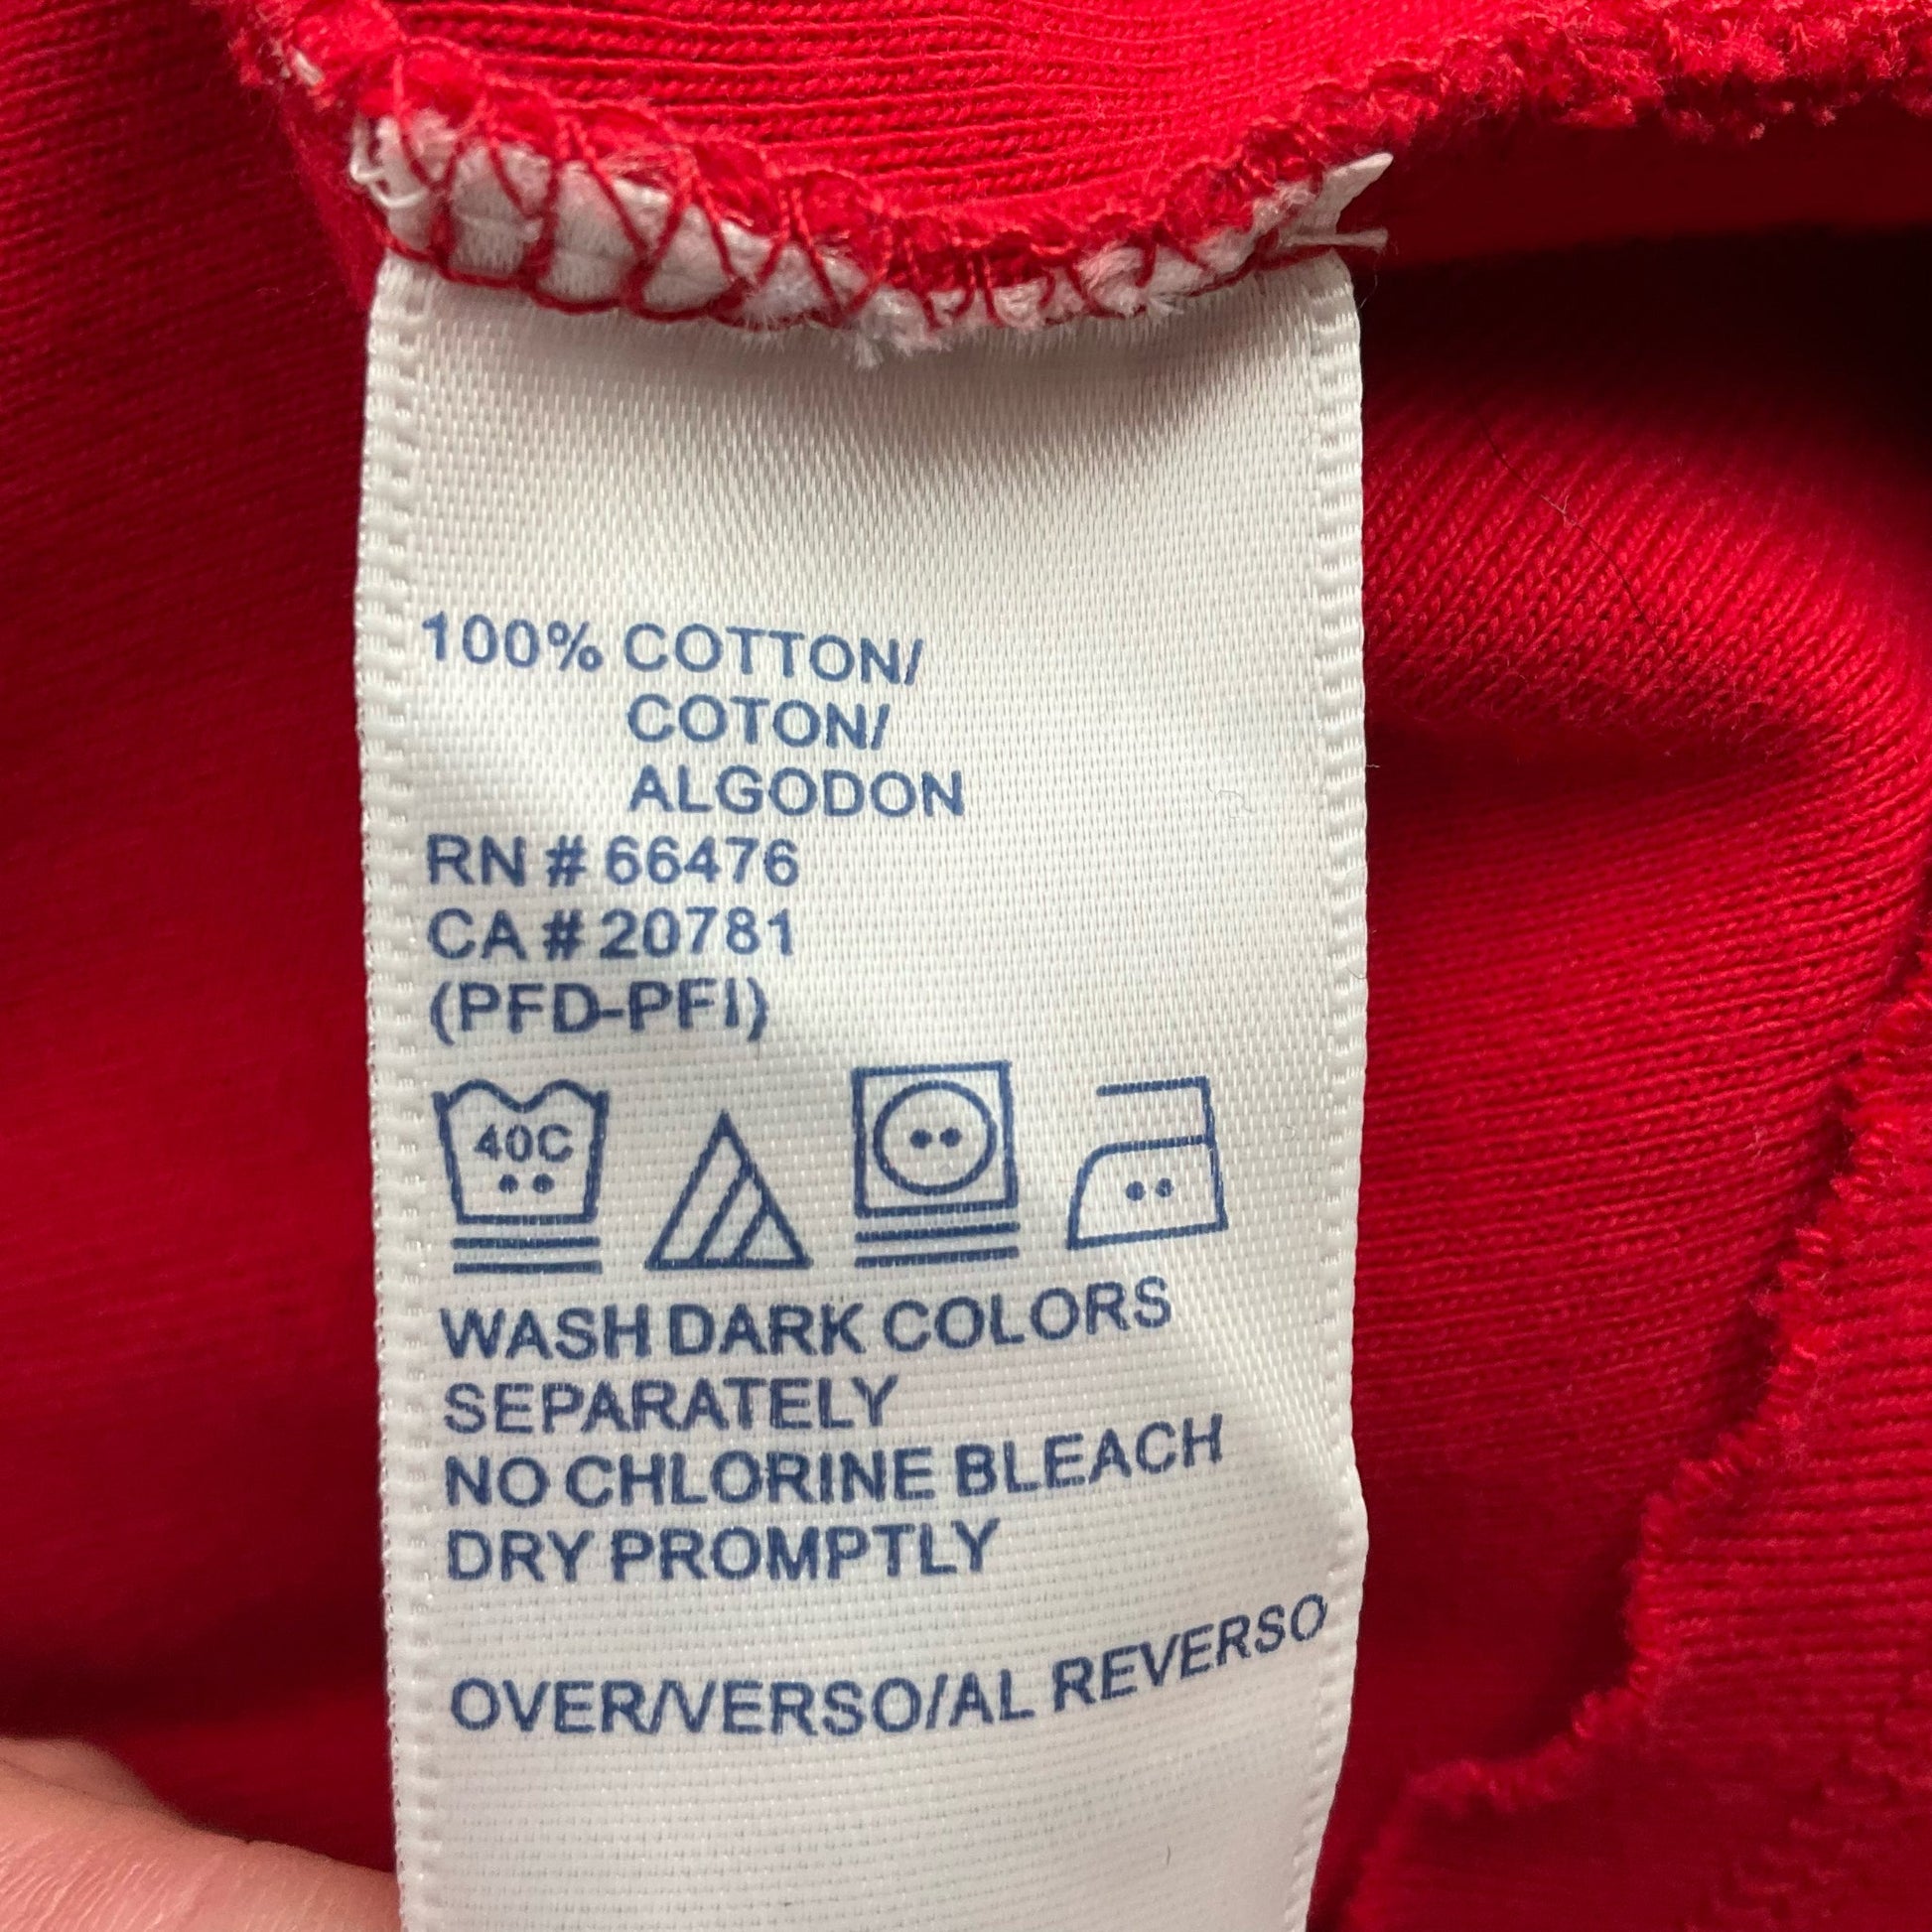 100% COTTON/
COTON/
ALGODON
RN # 66476
CA # 20781
(PFD-PFI)
40C
WASH DARK COLORS
SEPARATELY
NO CHLORINE BLEACH
DRY PROMPTLY
OVER/VERSO/AL REVERSO